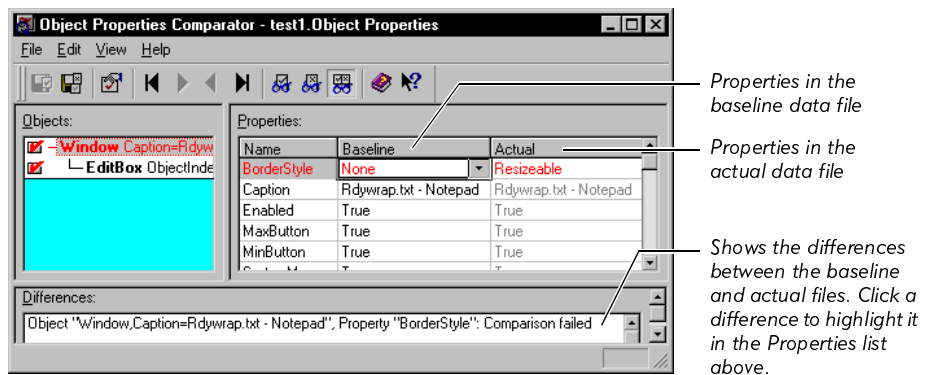 Object Properties Comparator - test1.Object Properties
File Edit View Help
Objects:
Window Caption=Rdyw
EditBox ObjectInde
Properties:
Name Baseline Actual
BorderStyle None Resizeable
Caption Rdywrap.txt - Notepad Rdywrap.txt - Notepad
Enabled True True
MaxButton True True
MinButton True True
Differences:
Object "Window,Caption=Rdywrap.txt - Notepad", Property "BorderStyle": Comparison failed
Properties in the
baseline data file
Properties in the
actual data file
Shows the differences
between the baseline
and actual files. Click a
difference to highlight it
in the Properties list
above.